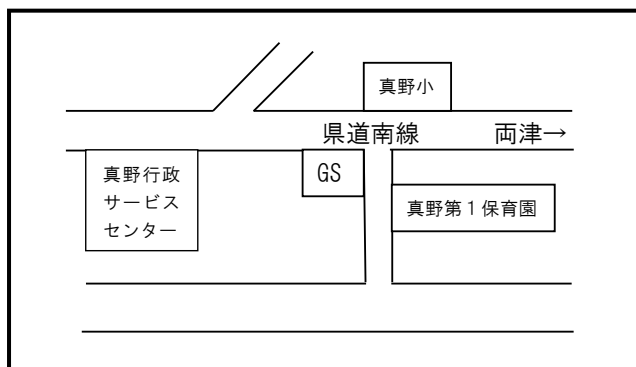 真野小
県道南線
両津→
真野行政
サービス
センター
GS
真野第１保育園